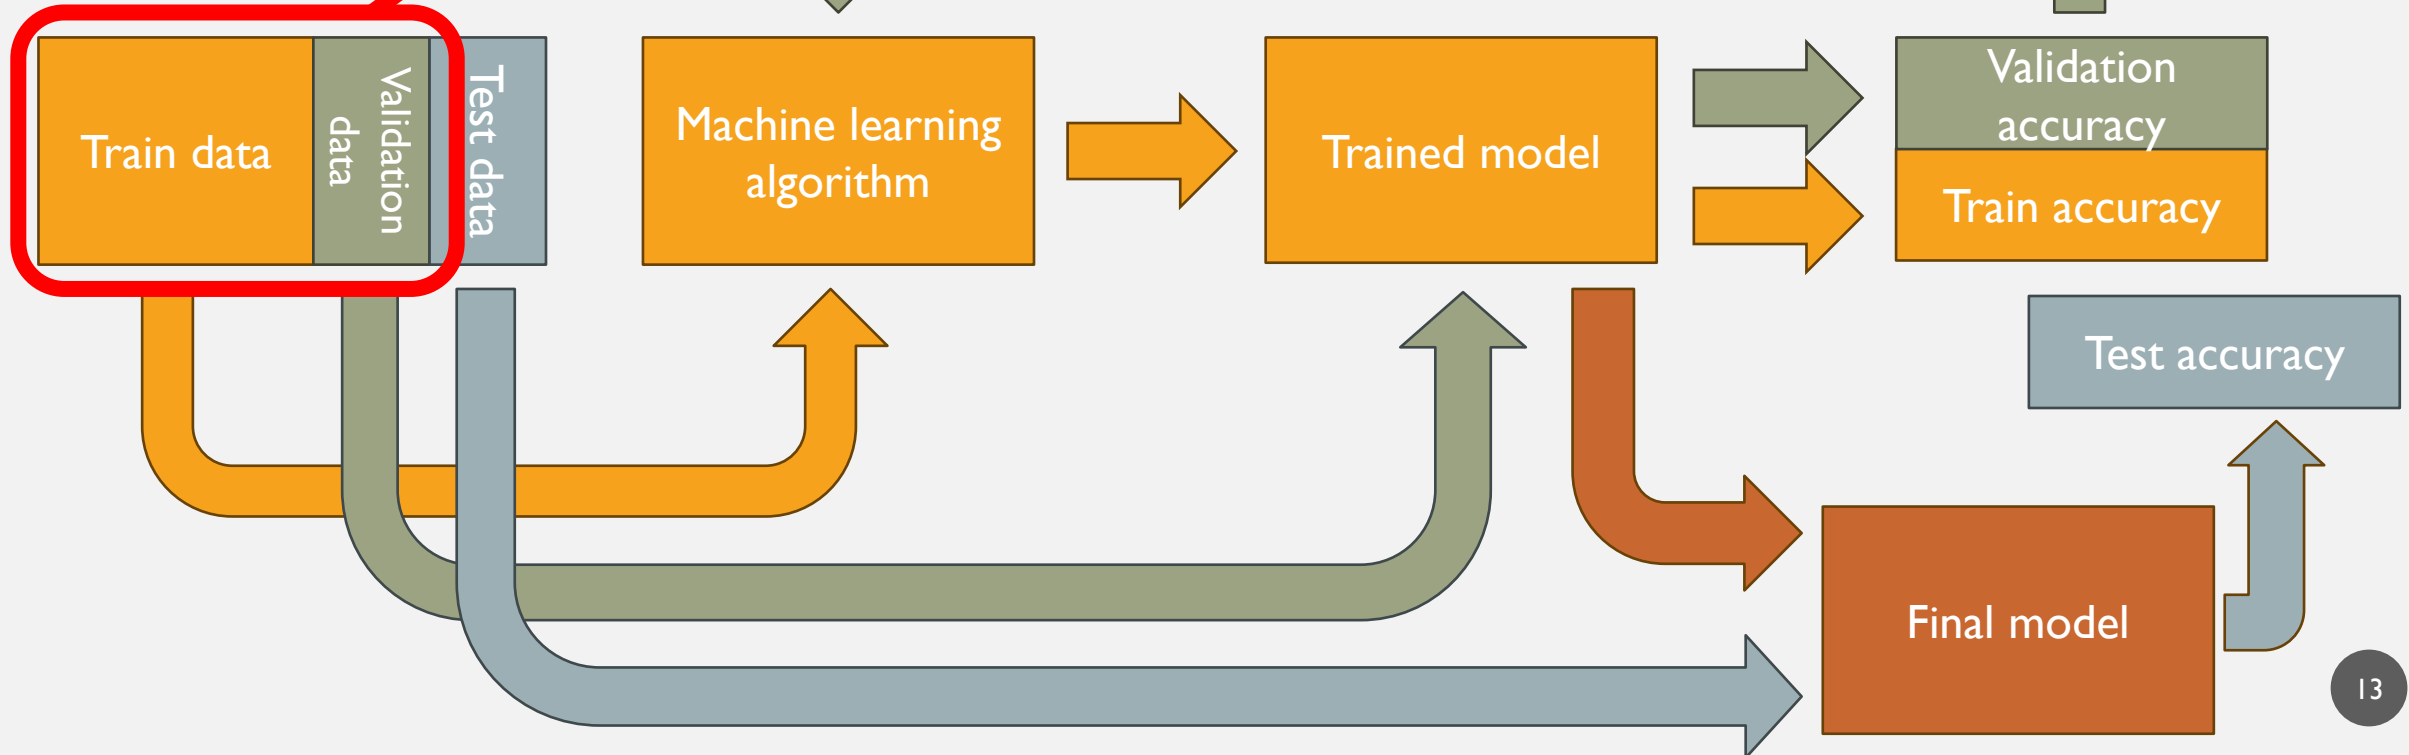 Train data
Validation
data
Test data
Machine learning
algorithm
Trained model
Validation
accuracy
Train accuracy
Test accuracy
Final model
13